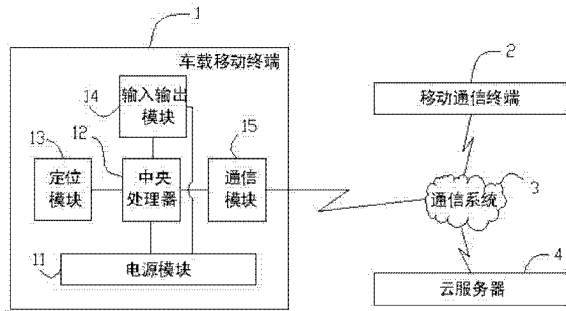 1
车载移动终端
14
输入输出
模块
13
定位
模块
12
中央
处理器
15
通信
模块
11
电源模块
2
移动通信终端
3
通信系统
4
云服务器